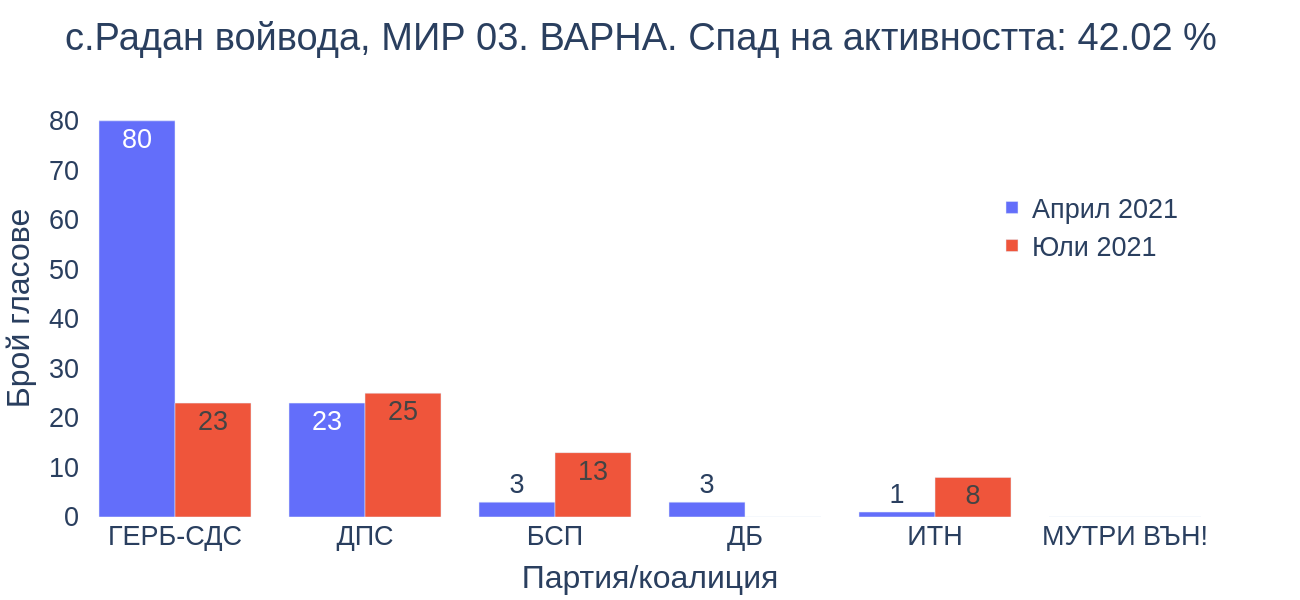 с.Радан войвода, МИР 03. ВАРНА. Спад на активността: 42.02 %
Брой гласове
80
70
60
50
40
30
20
10
0
80
23
23
25
3
13
3
1
8
Април 2021
Юли 2021
ГЕРБ-СДС
ДПС
БСП
ДБ
ИТН
МУТРИ ВЪН!
Партия/коалиция